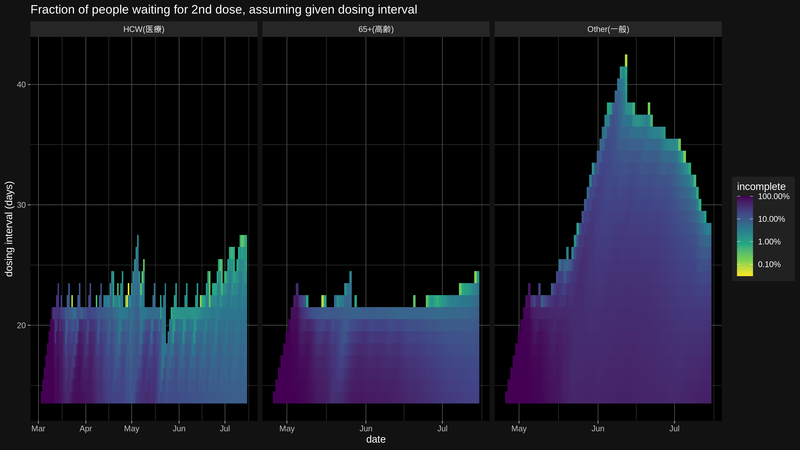 Fraction of people waiting for 2nd dose, assuming given dosing interval
HCW(医療)
65+(高齢)
Other(一般)
dosing interval (days)
40
30
20
Mar
Apr
May
Jun
Jul
May
Jun
Jul
May
Jun
Jul
date
incomplete
100.00%
10.00%
1.00%
0.10%